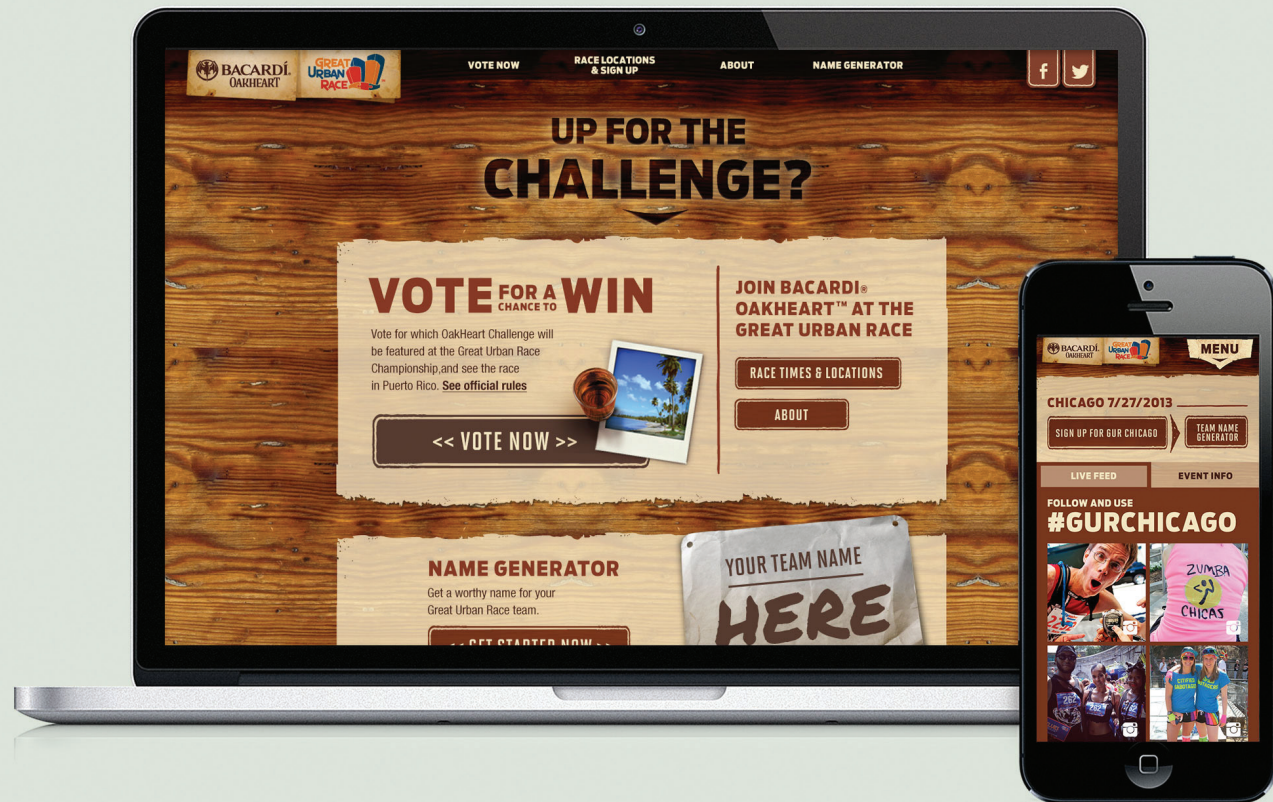 BACARDÍ.
OAKHEART
GREAT
URBAN
RACE
VOTE NOW
RACE LOCATIONS
& SIGN UP
ABOUT
NAME GENERATOR
f
UP FOR THE
CHALLENGE?
VOTE FOR A CHANCE TO WIN
Vote for which OakHeart Challenge will
be featured at the Great Urban Race
Championship,and see the race
in Puerto Rico. See official rules
<< VOTE NOW >>
JOIN BACARDI®
OAKHEART™ AT THE
GREAT URBAN RACE
RACE TIMES & LOCATIONS
ABOUT
NAME GENERATOR
Get a worthy name for your
Great Urban Race team.
<< GET STARTED NOW >>
YOUR TEAM NAME
HERE
BACARDÍ.
OAKHEART
GREAT
URBAN
RACE
MENU
CHICAGO 7/27/2013
SIGN UP FOR GUR CHICAGO
TEAM NAME
GENERATOR
LIVE FEED
EVENT INFO
FOLLOW AND USE
#GURCHICAGO
ZUMBA
CHICAS
262